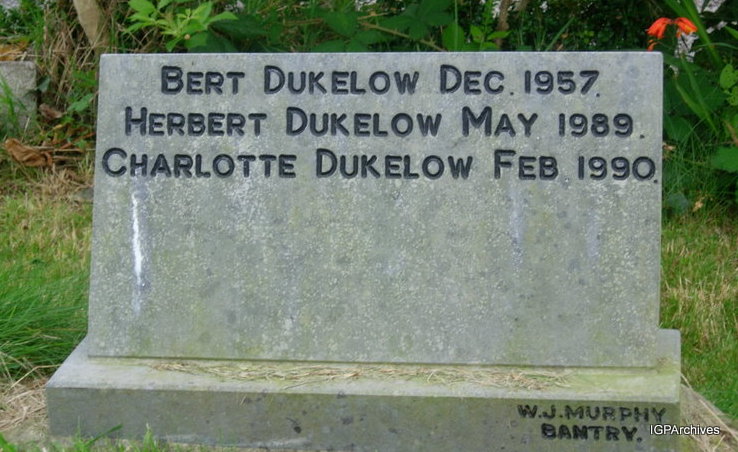 Bert Dukelow Dec. 1957.
Herbert Dukelow May 1989.
Charlotte Dukelow Feb. 1990.
W.J. MURPHY
BANTRY.
IGPArchives